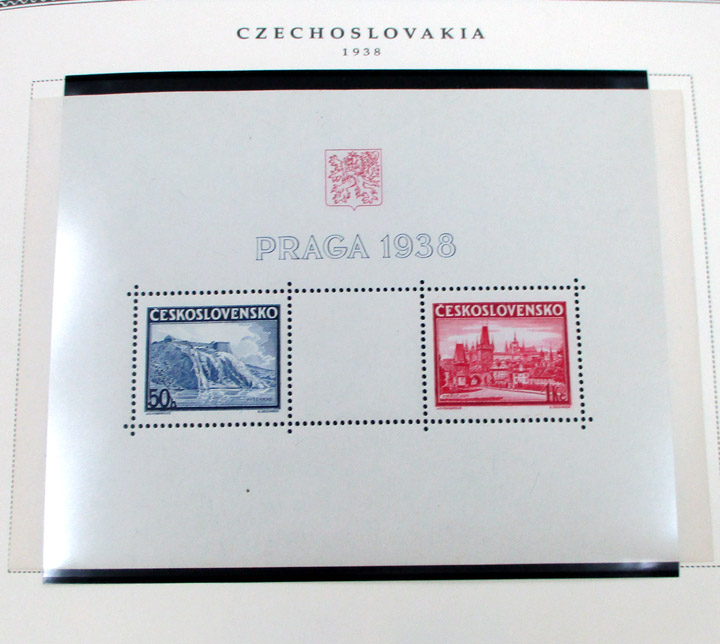 CZECHOSLOVAKIA
1938
PRAGA 1938
ČESKOSLOVENSKO
50h
ČESKOSLOVENSKO